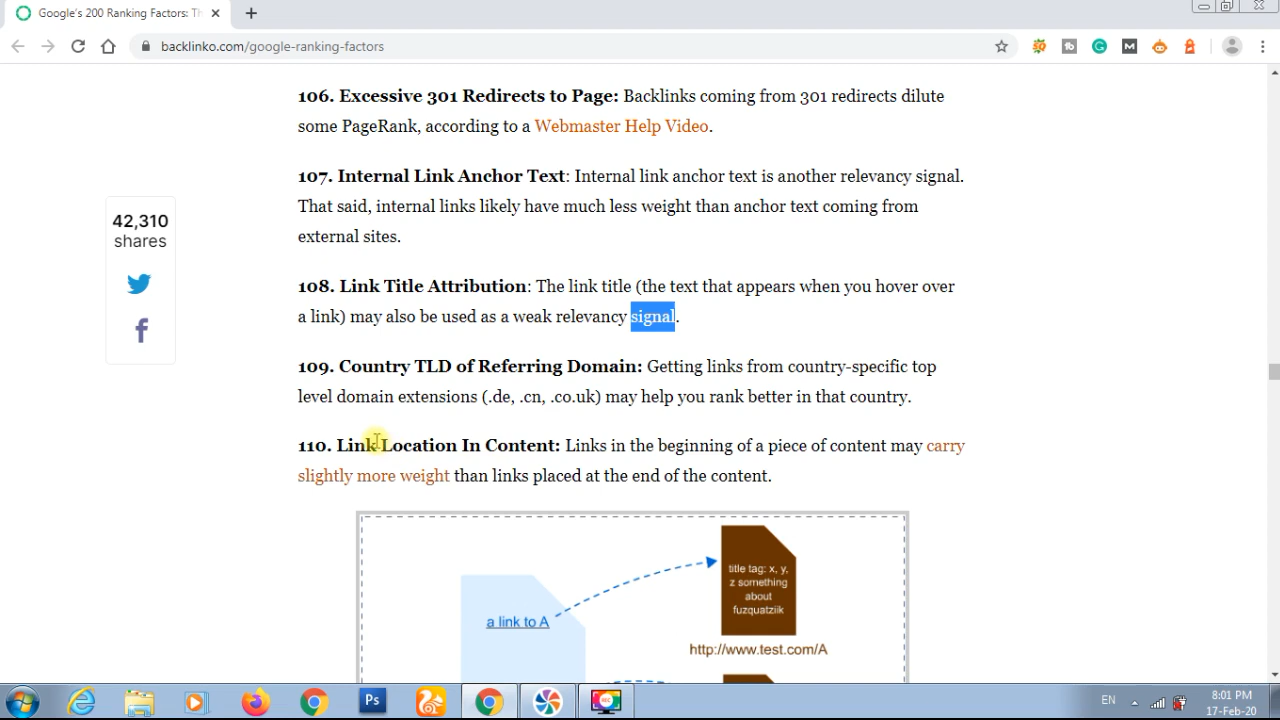 Google's 200 Ranking Factors: Th
backlinko.com/google-ranking-factors
106. Excessive 301 Redirects to Page: Backlinks coming from 301 redirects dilute
some PageRank, according to a Webmaster Help Video.
107. Internal Link Anchor Text: Internal link anchor text is another relevancy signal.
That said, internal links likely have much less weight than anchor text coming from
external sites.
42,310
shares
108. Link Title Attribution: The link title (the text that appears when you hover over
a link) may also be used as a weak relevancy signal.
109. Country TLD of Referring Domain: Getting links from country-specific top
level domain extensions (.de, .cn, .co.uk) may help you rank better in that country.
110. Link Location In Content: Links in the beginning of a piece of content may carry
slightly more weight than links placed at the end of the content.
title tag: x, y,
z something
about
fuzquatziik
a link to A
http://www.test.com/A
Ps
EN
8:01 PM
17-Feb-20